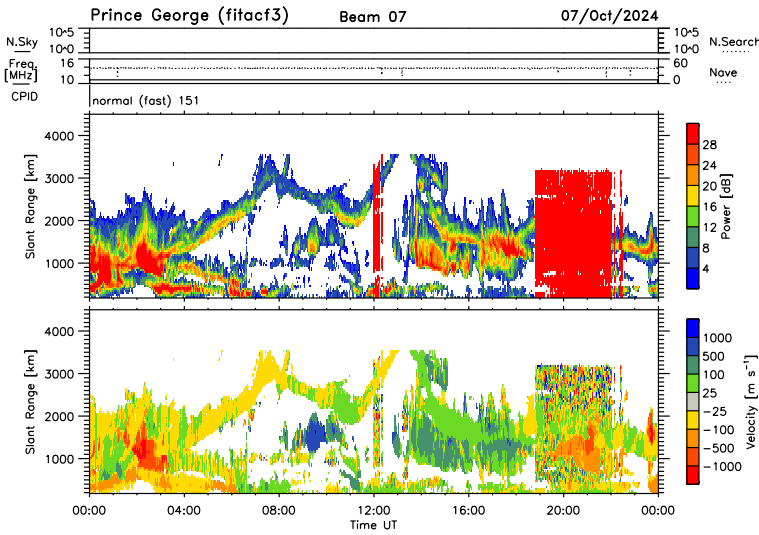 Prince George (fitacf3) Beam 07 07/Oct/2024
N.Sky 10^5 10^0 10^5 10^0 N.Search
Freq. [MHz] 16 10 60 0 Nave
CPID normal (fast) 151
Slant Range [km] 4000 3000 2000 1000
Power [dB] 28 24 20 16 12 8 4
Slant Range [km] 4000 3000 2000 1000
Velocity [m s^-1] 1000 500 100 25 -25 -100 -500 -1000
00:00 04:00 08:00 12:00 16:00 20:00 00:00
Time UT